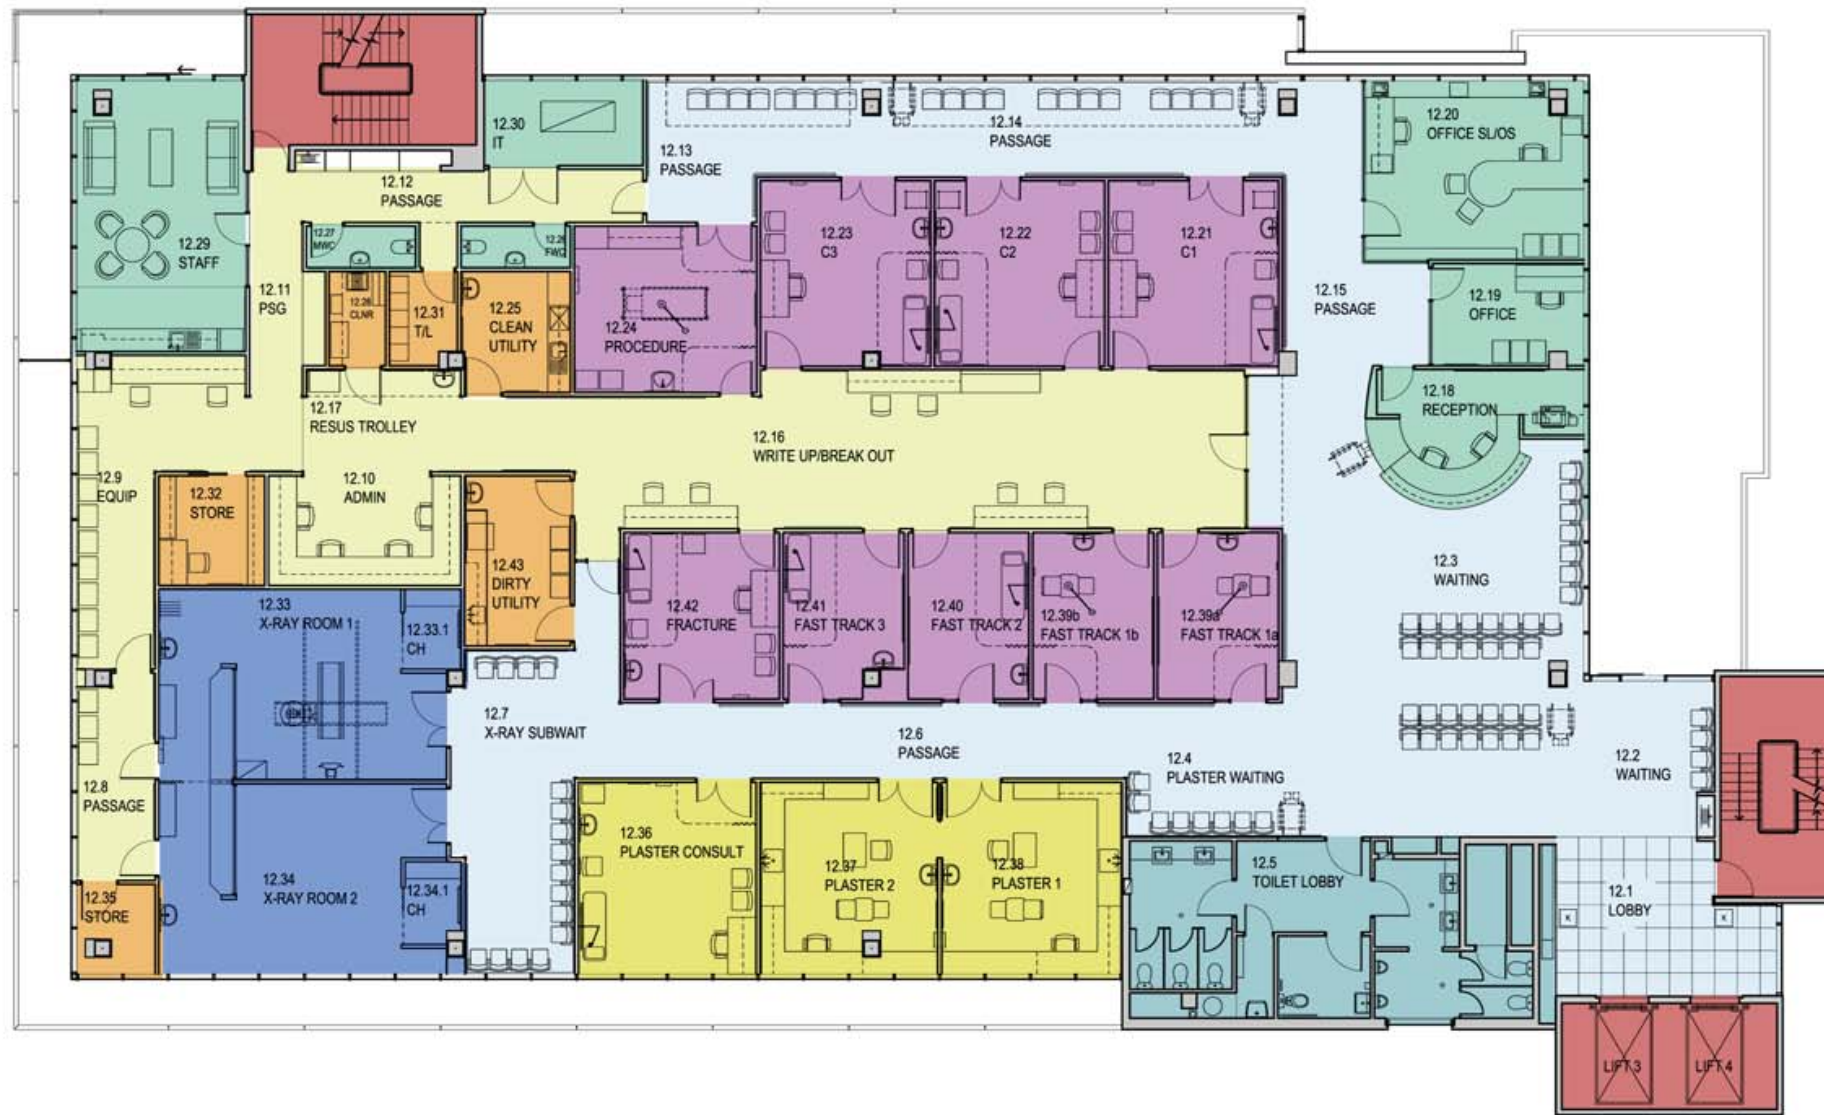 12.30
IT
12.14
PASSAGE
12.20
OFFICE SL/OS
12.13
PASSAGE
12.12
PASSAGE
12.29
STAFF
12.27
MWC
FWC
12.23
C3
12.22
C2
12.21
C1
12.11
PSG
12.26
CLNR
12.31
T/L
12.25
CLEAN
UTILITY
12.24
PROCEDURE
12.15
PASSAGE
12.19
OFFICE
12.18
RECEPTION
12.17
RESUS TROLLEY
12.16
WRITE UP/BREAK OUT
12.9
EQUIP
12.32
STORE
12.10
ADMIN
12.43
DIRTY
UTILITY
12.3
WAITING
12.33
X-RAY ROOM 1
12.33.1
CH
12.42
FRACTURE
12.41
FAST TRACK 3
12.40
FAST TRACK 2
12.39b
FAST TRACK 1b
12.39a
FAST TRACK 1a
12.7
X-RAY SUBWAIT
12.6
PASSAGE
12.4
PLASTER WAITING
12.2
WAITING
12.8
PASSAGE
12.36
PLASTER CONSULT
12.37
PLASTER 2
12.38
PLASTER 1
12.5
TOILET LOBBY
12.35
STORE
12.34
X-RAY ROOM 2
12.34.1
CH
12.1
LOBBY
K
K
LIFT 3
LIFT 4